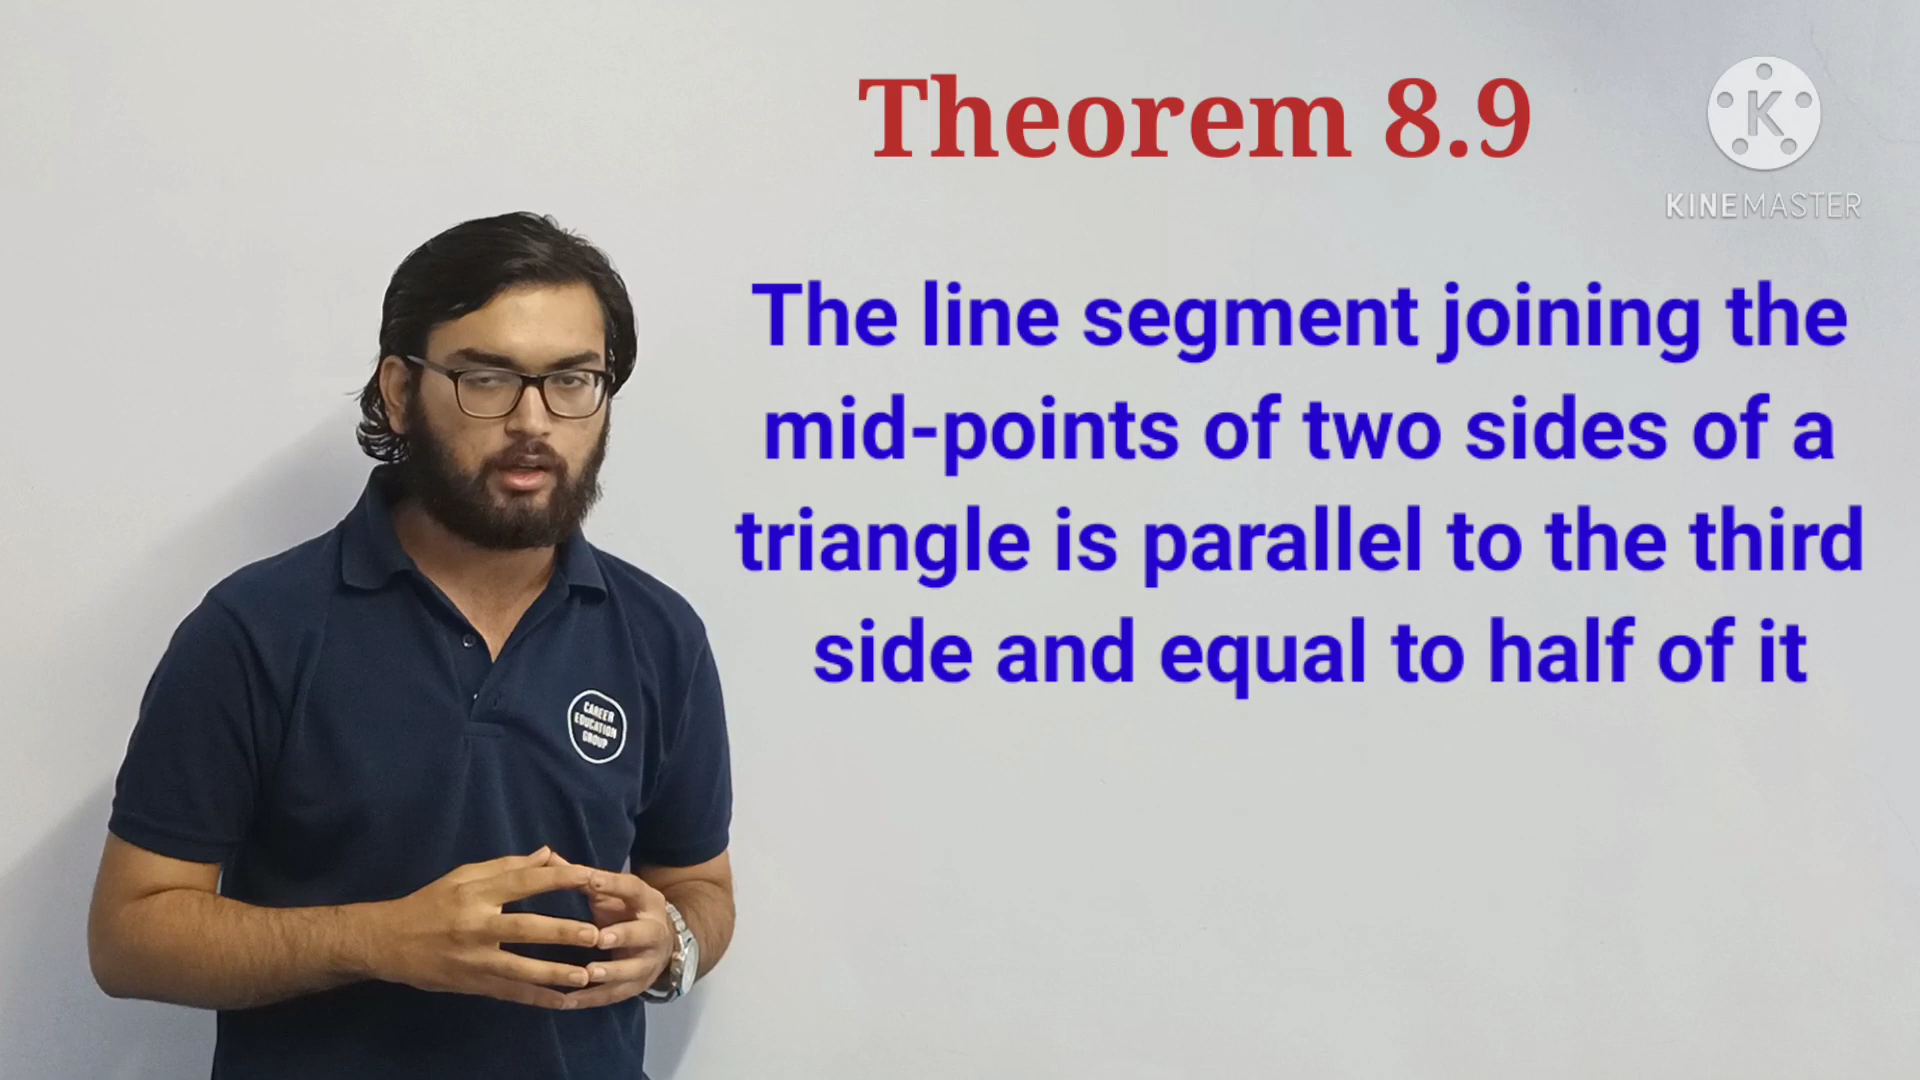 Theorem 8.9
K
KINEMASTER
The line segment joining the
mid-points of two sides of a
triangle is parallel to the third
side and equal to half of it
CAREER
EDUCATION
GROUP